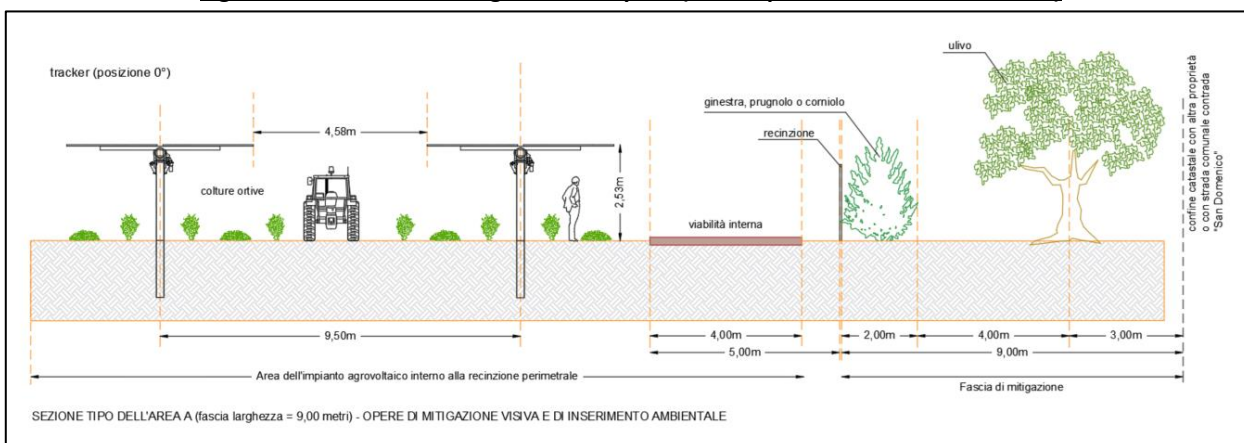 tracker (posizione 0°)
4,58m
colture ortive
2,53m
ulivo
ginestra, prugnolo o corniolo
recinzione
viabilità interna
confine catastale con altra proprietà
o con strada comunale contrada
"San Domenico"
9,50m
4,00m
2,00m
4,00m
3,00m
5,00m
9,00m
Area dell'impianto agrovoltaico interno alla recinzione perimetrale
Fascia di mitigazione
SEZIONE TIPO DELL'AREA A (fascia larghezza = 9,00 metri) - OPERE DI MITIGAZIONE VISIVA E DI INSERIMENTO AMBIENTALE